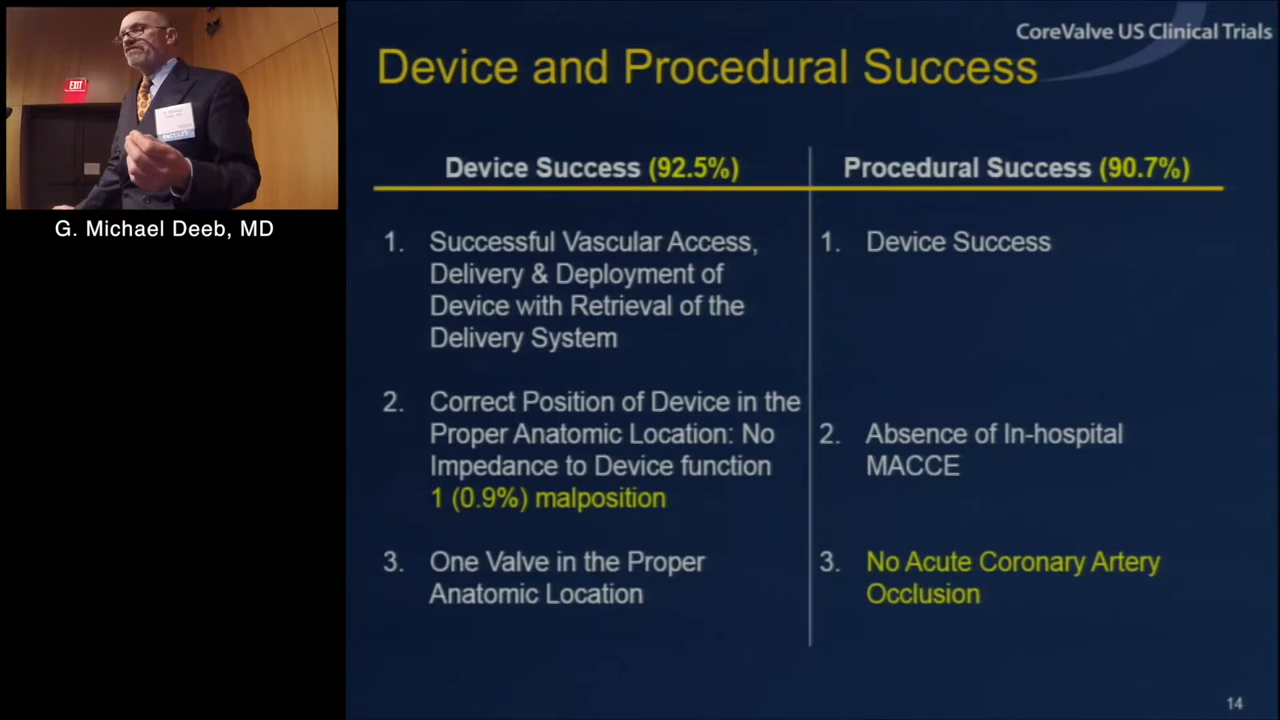 EXIT
FACULTY
G. Michael Deeb, MD
CoreValve US Clinical Trials
Device and Procedural Success
Device Success (92.5%)
1. Successful Vascular Access,
Delivery & Deployment of
Device with Retrieval of the
Delivery System
2. Correct Position of Device in the
Proper Anatomic Location: No
Impedance to Device function
1 (0.9%) malposition
3. One Valve in the Proper
Anatomic Location
Procedural Success (90.7%)
1. Device Success
2. Absence of In-hospital
MACCE
3. No Acute Coronary Artery
Occlusion
14